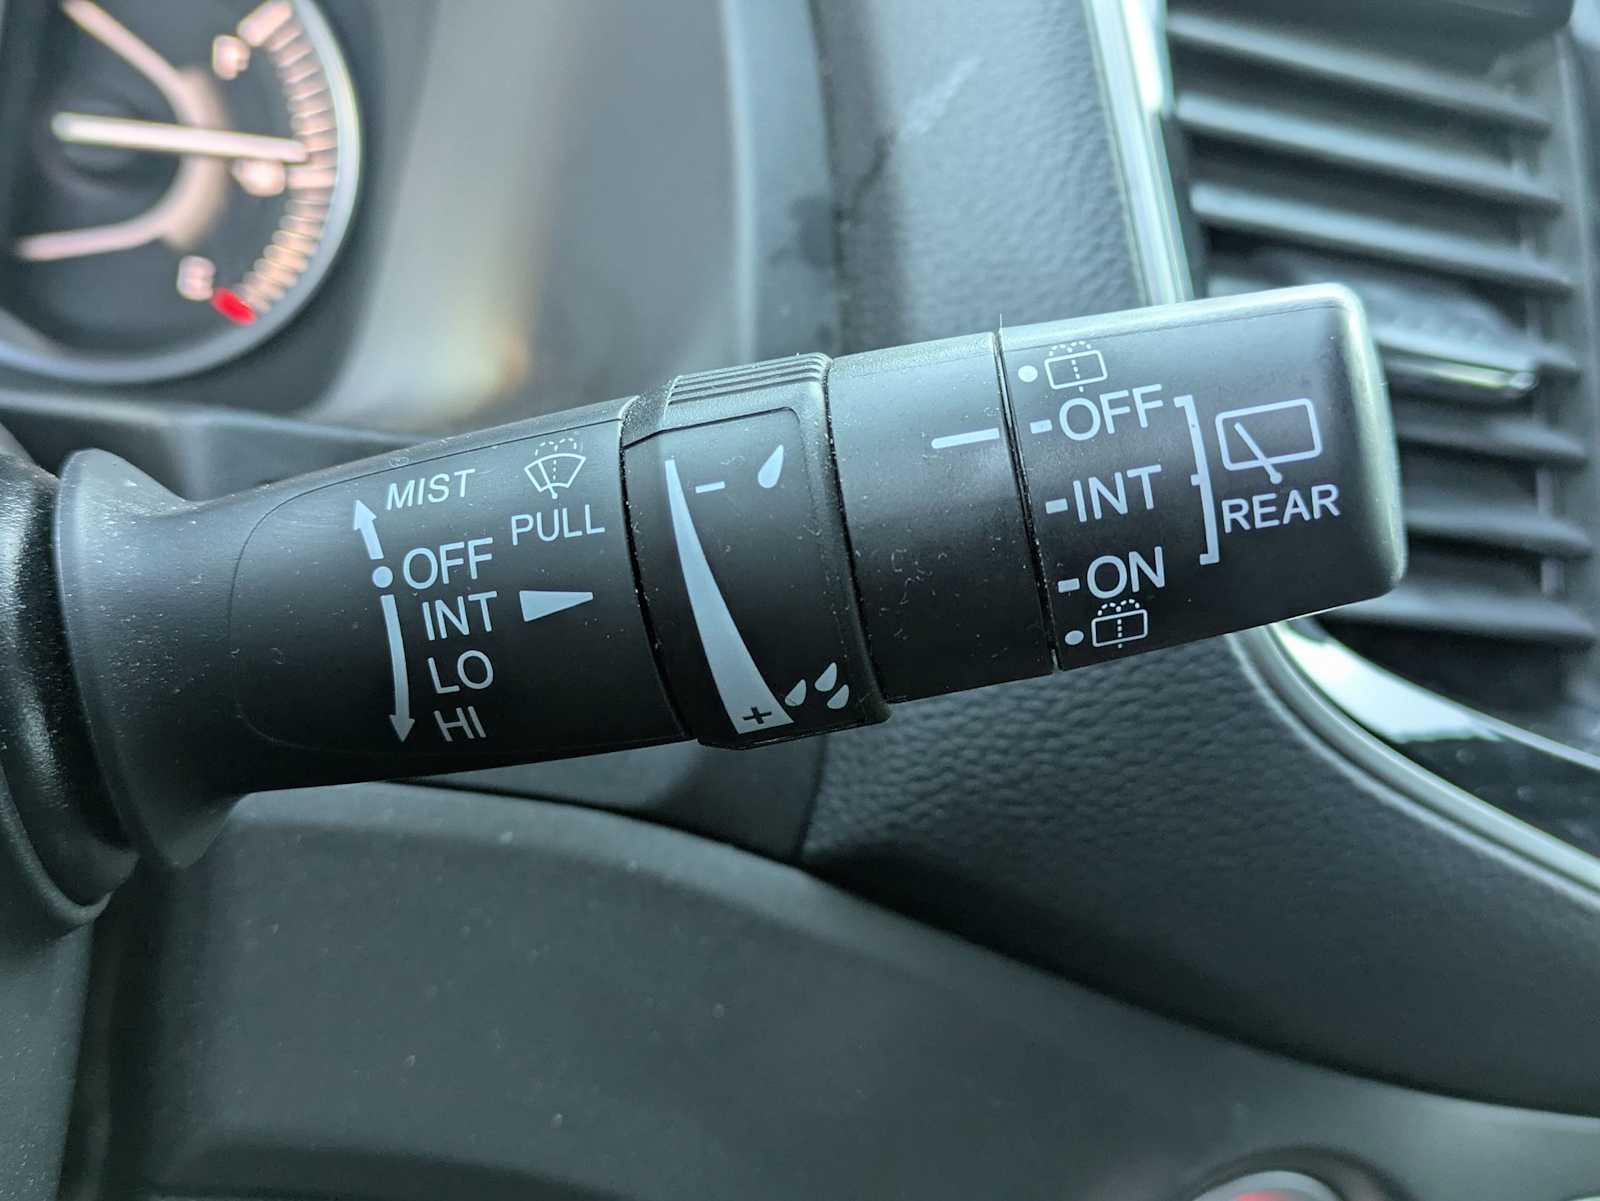 MIST
PULL
OFF
INT
LO
HI
-
+
OFF
INT
ON
REAR